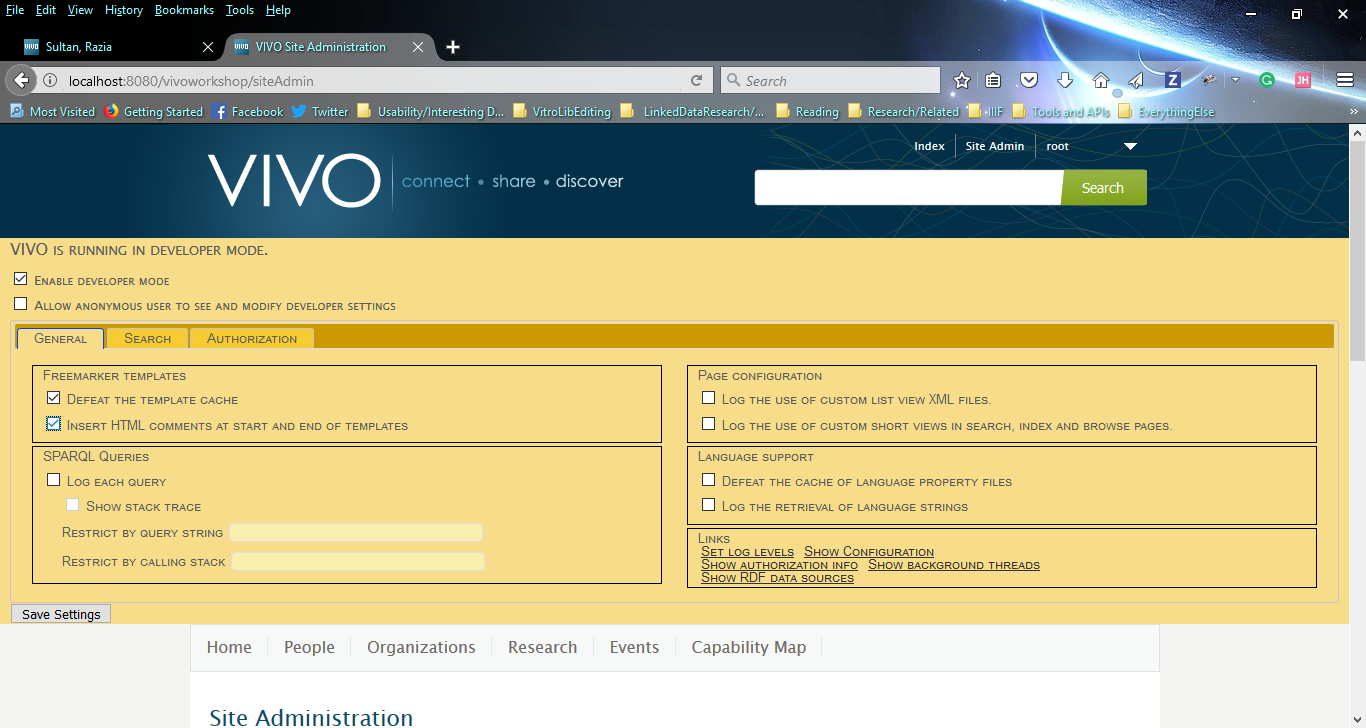 File Edit View History Bookmarks Tools Help
vivo Sultan, Razia vivo VIVO Site Administration
localhost:8080/vivoworkshop/siteAdmin Search Z JH
Most Visited Getting Started Facebook Twitter Usability/Interesting D... VitroLibEditing LinkedDataResearch/... Reading Research/Related IIIF Tools and APIs EverythingElse »
Index Site Admin root
VIVO connect • share • discover
Search
VIVO is running in developer mode.
Enable developer mode
Allow anonymous user to see and modify developer settings
General Search Authorization
Freemarker templates
Defeat the template cache
Insert HTML comments at start and end of templates
SPARQL Queries
Log each query
Show stack trace
Restrict by query string
Restrict by calling stack
Page configuration
Log the use of custom list view XML files.
Log the use of custom short views in search, index and browse pages.
Language support
Defeat the cache of language property files
Log the retrieval of language strings
Links
Set log levels Show Configuration
Show authorization info Show background threads
Show RDF data sources
Save Settings
Home People Organizations Research Events Capability Map
Site Administration